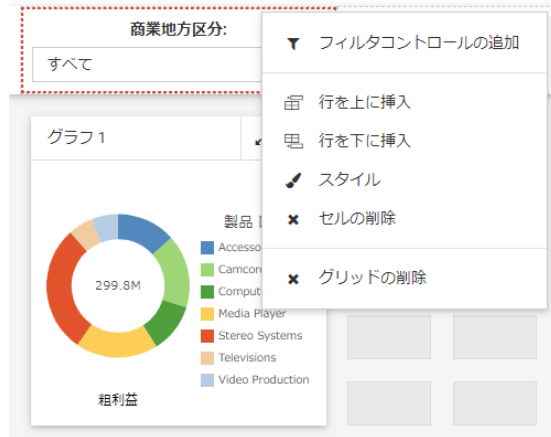 商業地方区分:
すべて
フィルタコントロールの追加
行を上に挿入
行を下に挿入
スタイル
セルの削除
グリッドの削除
グラフ 1
製品
299.8M
Media Player
Stereo Systems
Televisions
Video Production
粗利益